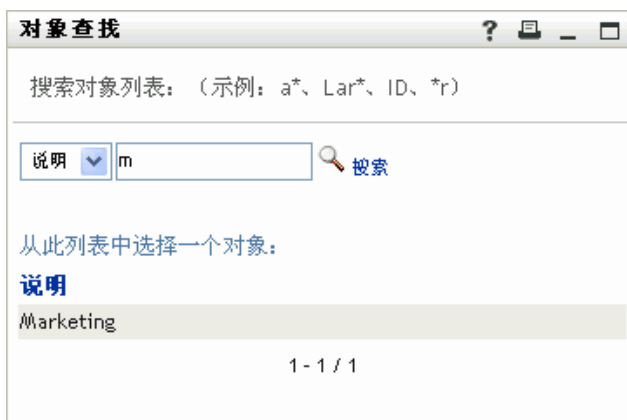 对象查找
搜索对象列表：（示例：a*、Lar*、ID、*r）
说明 m 搜索
从此列表中选择一个对象：
说明
Marketing
1 - 1 / 1